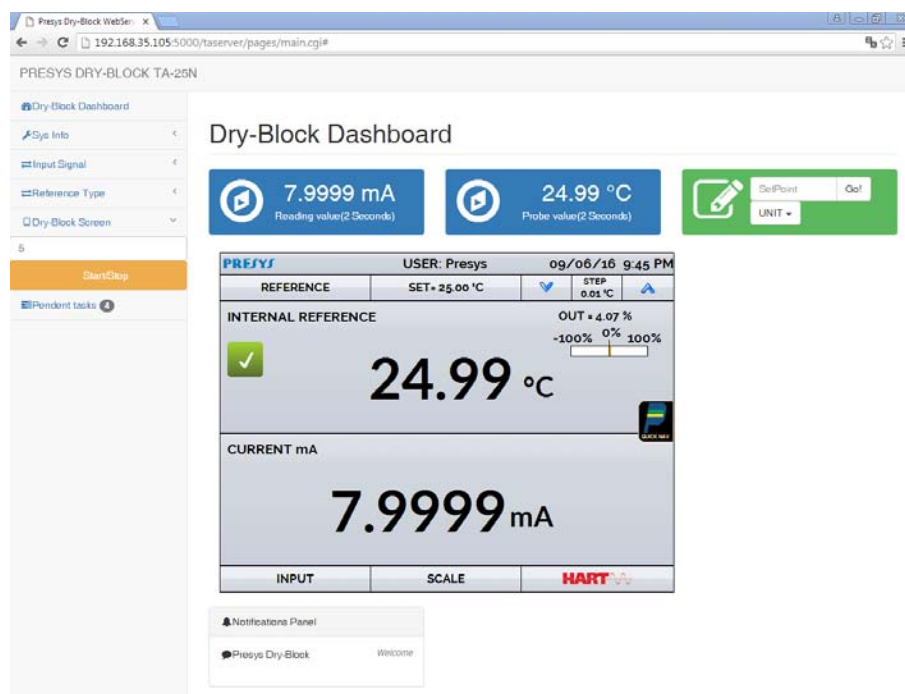 Presys Dry-Block WebSer
192.168.35.105:5000/taserver/pages/main.cgi#
PRESYS DRY-BLOCK TA-25N
Dry-Block Dashboard
Sys Info
Input Signal
Reference Type
Dry-Block Screen
5
Start/Stop
Pendent tasks 4
Dry-Block Dashboard
7.9999 mA
Reading value(2 Seconds)
24.99 °C
Probe value(2 Seconds)
SetPoint Go!
UNIT
PRESYS USER: Presys 09/06/16 9:45 PM
REFERENCE SET= 25.00 °C STEP
0.01 °C
INTERNAL REFERENCE OUT = 4.07 %
-100% 0% 100%
24.99 °C
QUICK NAV
CURRENT mA
7.9999 mA
INPUT SCALE HART
Notifications Panel
Presys Dry-Block Welcome